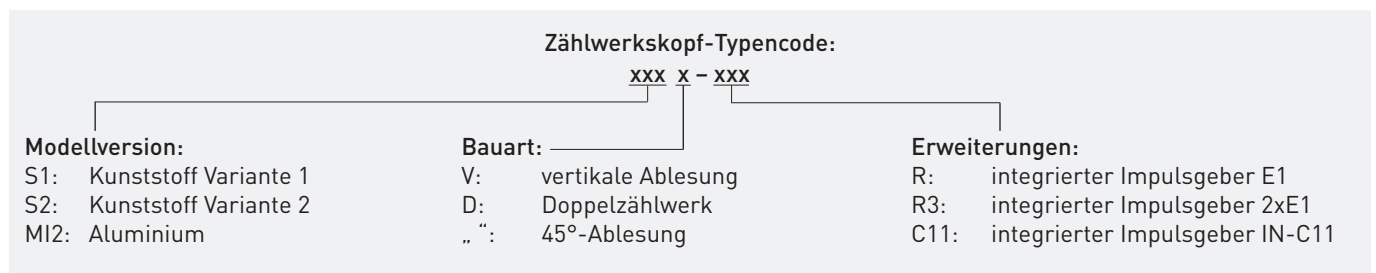 Zählwerkskopf-Typencode:
xxx x – xxx
Modellversion:
S1: Kunststoff Variante 1
S2: Kunststoff Variante 2
MI2: Aluminium
Bauart:
V: vertikale Ablesung
D: Doppelzählwerk
„ “: 45°-Ablesung
Erweiterungen:
R: integrierter Impulsgeber E1
R3: integrierter Impulsgeber 2xE1
C11: integrierter Impulsgeber IN-C11